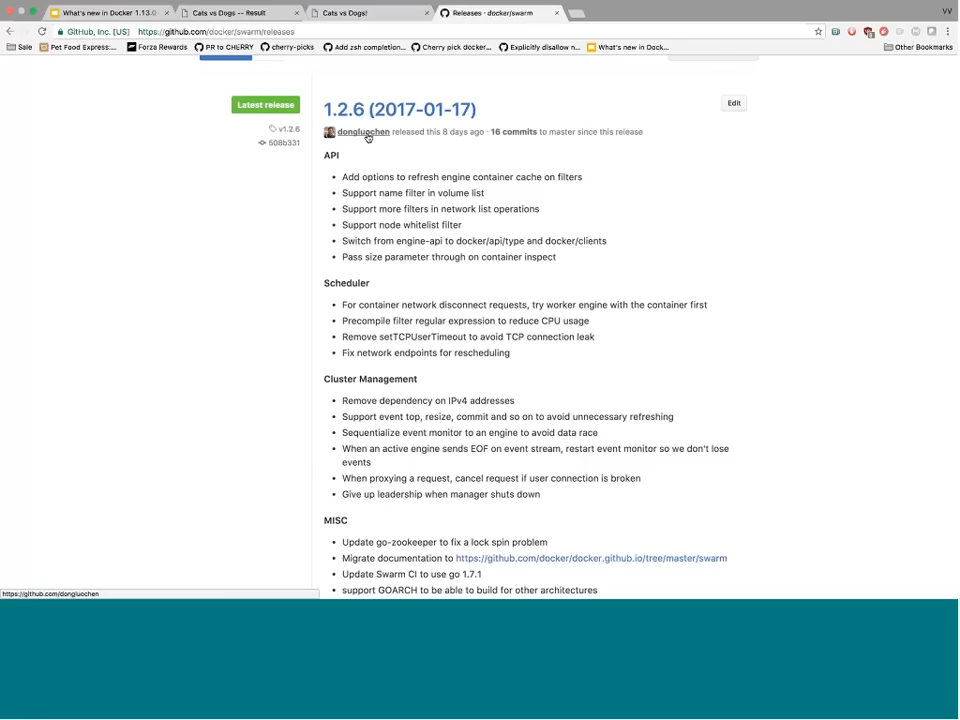 What's new in Docker 1.13.0
Cats vs Dogs -- Result
Cats vs Dogs!
Releases · docker/swarm
VV
GitHub, Inc. [US]
https://github.com/docker/swarm/releases
Sale
Pet Food Express:...
Forza Rewards
PR to CHERRY
cherry-picks
Add zsh completion...
Cherry pick docker...
Explicitly disallow n...
What's new in Dock...
Other Bookmarks
Latest release
v1.2.6
508b331
1.2.6 (2017-01-17)
Edit
dongluochen released this 8 days ago · 16 commits to master since this release
API
• Add options to refresh engine container cache on filters
• Support name filter in volume list
• Support more filters in network list operations
• Support node whitelist filter
• Switch from engine-api to docker/api/type and docker/clients
• Pass size parameter through on container inspect
Scheduler
• For container network disconnect requests, try worker engine with the container first
• Precompile filter regular expression to reduce CPU usage
• Remove setTCPUserTimeout to avoid TCP connection leak
• Fix network endpoints for rescheduling
Cluster Management
• Remove dependency on IPv4 addresses
• Support event top, resize, commit and so on to avoid unnecessary refreshing
• Sequentialize event monitor to an engine to avoid data race
• When an active engine sends EOF on event stream, restart event monitor so we don't lose
events
• When proxying a request, cancel request if user connection is broken
• Give up leadership when manager shuts down
MISC
• Update go-zookeeper to fix a lock spin problem
• Migrate documentation to https://github.com/docker/docker.github.io/tree/master/swarm
• Update Swarm CI to use go 1.7.1
• support GOARCH to be able to build for other architectures
https://github.com/dongluochen